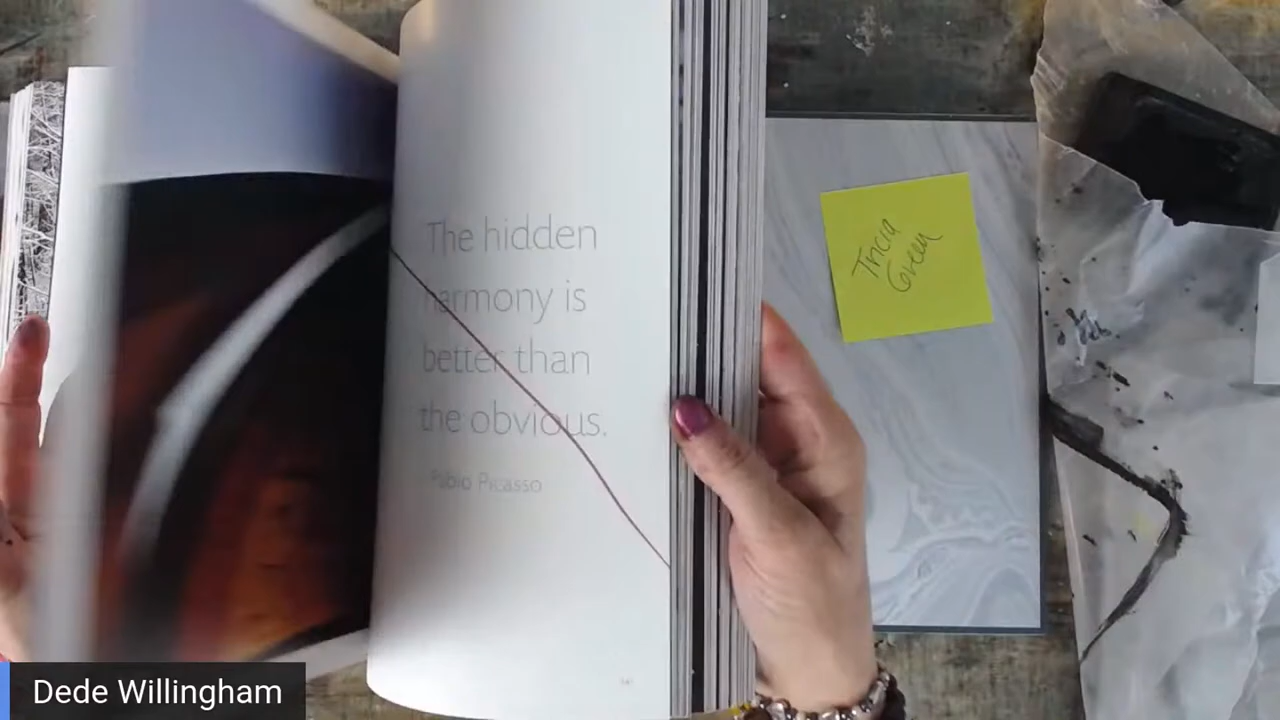 The hidden
harmony is
better than
the obvious.
Pablo Picasso
Tricia
Green
Dede Willingham